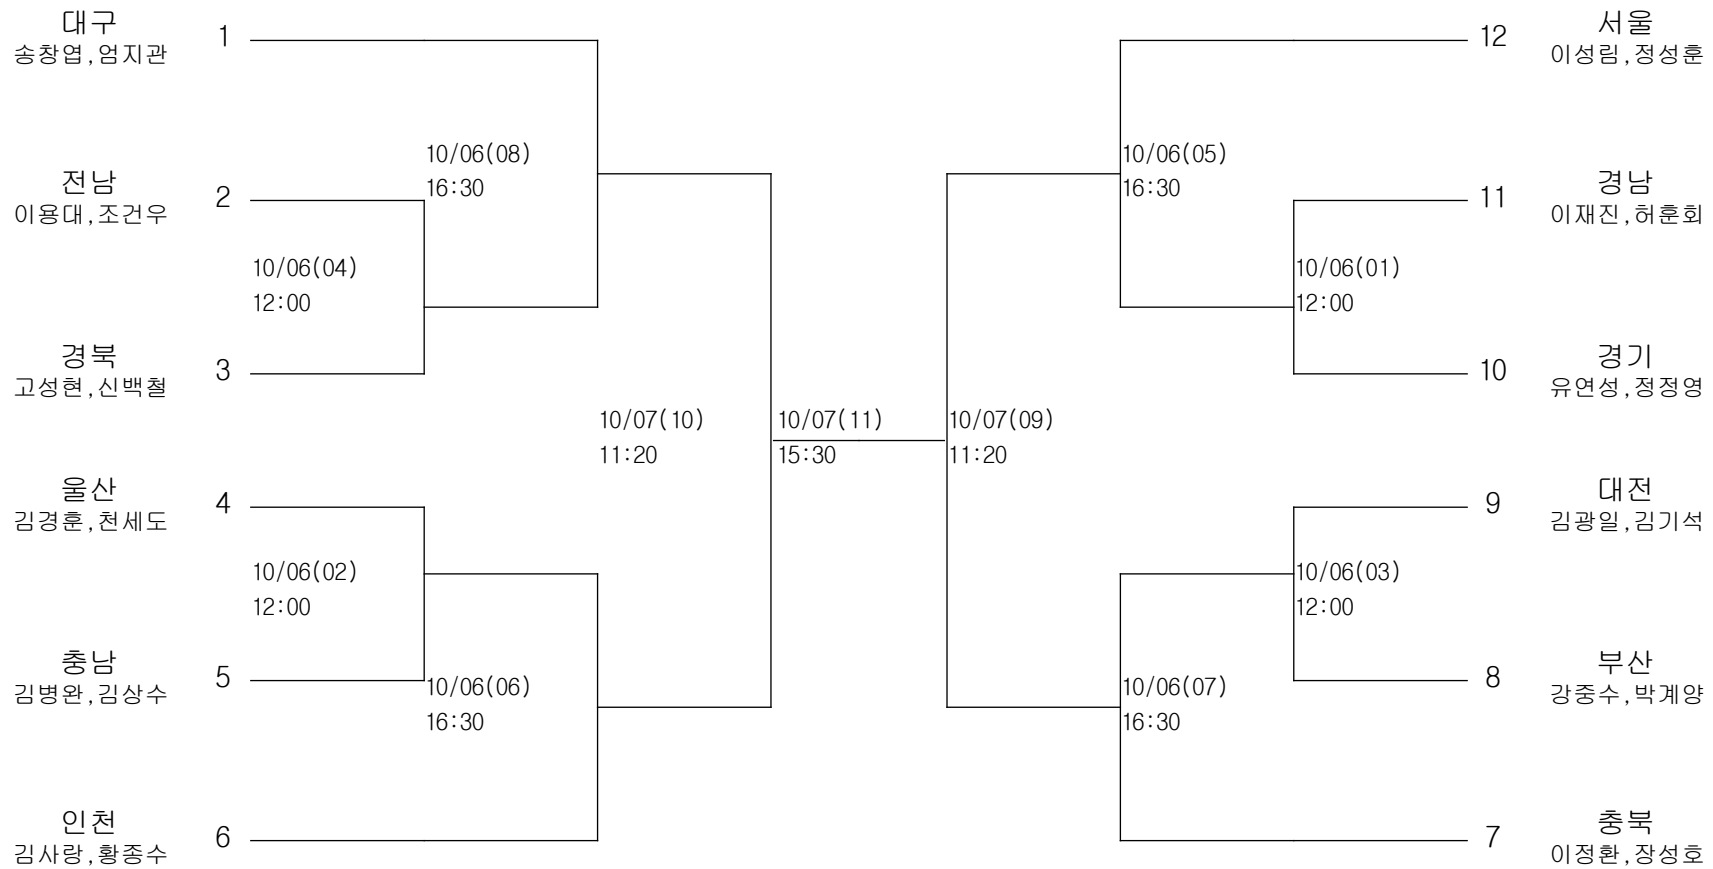 대구
송창엽,엄지관
1
전남
이용대,조건우
2
경북
고성현,신백철
3
울산
김경훈,천세도
4
충남
김병완,김상수
5
인천
김사랑,황종수
6
10/06(08)
16:30
10/06(04)
12:00
10/06(02)
12:00
10/06(06)
16:30
10/07(10)
11:20
10/07(11)
15:30
10/07(09)
11:20
10/06(05)
16:30
10/06(01)
12:00
10/06(03)
12:00
10/06(07)
16:30
12
서울
이성림,정성훈
11
경남
이재진,허훈회
10
경기
유연성,정정영
9
대전
김광일,김기석
8
부산
강중수,박계양
7
충북
이정환,장성호